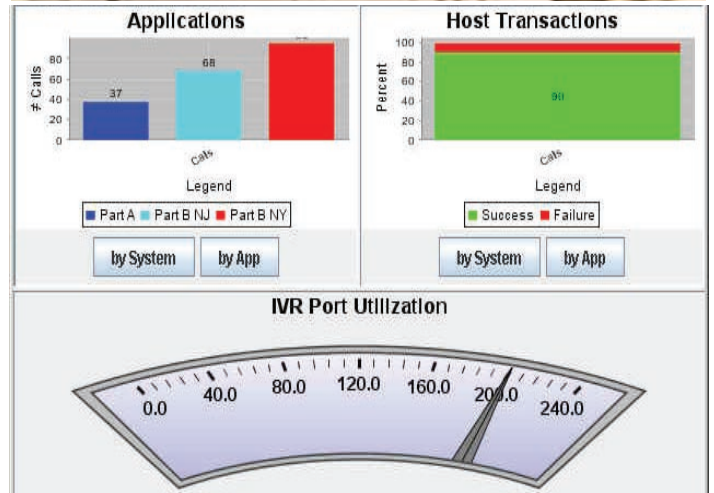 Applications
80
60
40
20
0
≠ Calls
37
68
Cals
Legend
Part A Part B NJ Part B NY
by System by App
Host Transactions
100
80
60
40
20
0
Percent
90
Cals
Legend
Success Failure
by System by App
IVR Port Utilization
0.0 40.0 80.0 120.0 160.0 200.0 240.0